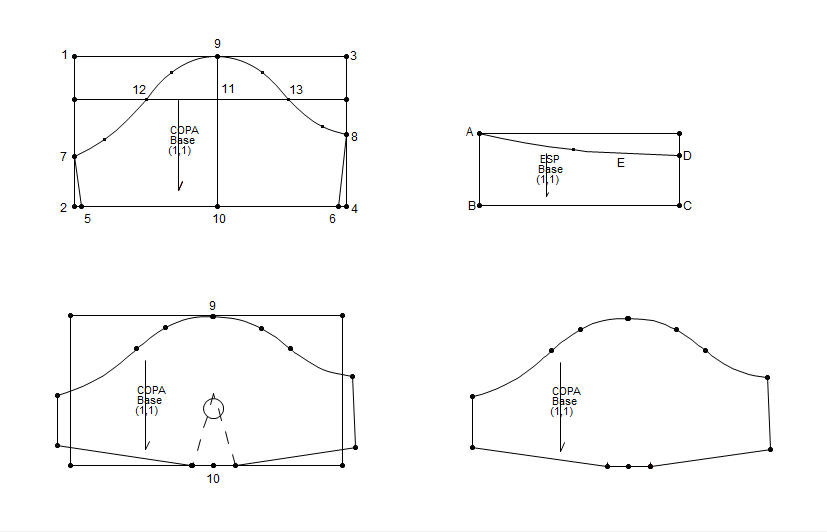 9
1
3
12
11
13
COPA
Base
(1,1)
7
8
2
5
10
6
4
A
ESP
Base
(1,1)
E
D
B
C
9
COPA
Base
(1,1)
10
COPA
Base
(1,1)